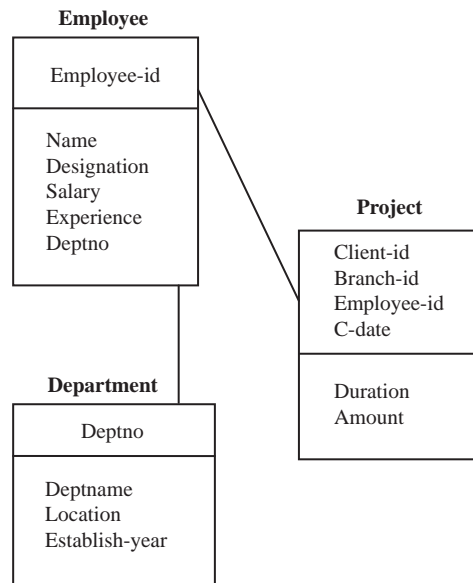 Employee
Employee-id
Name
Designation
Salary
Experience
Deptno
Project
Client-id
Branch-id
Employee-id
C-date
Duration
Amount
Department
Deptno
Deptname
Location
Establish-year